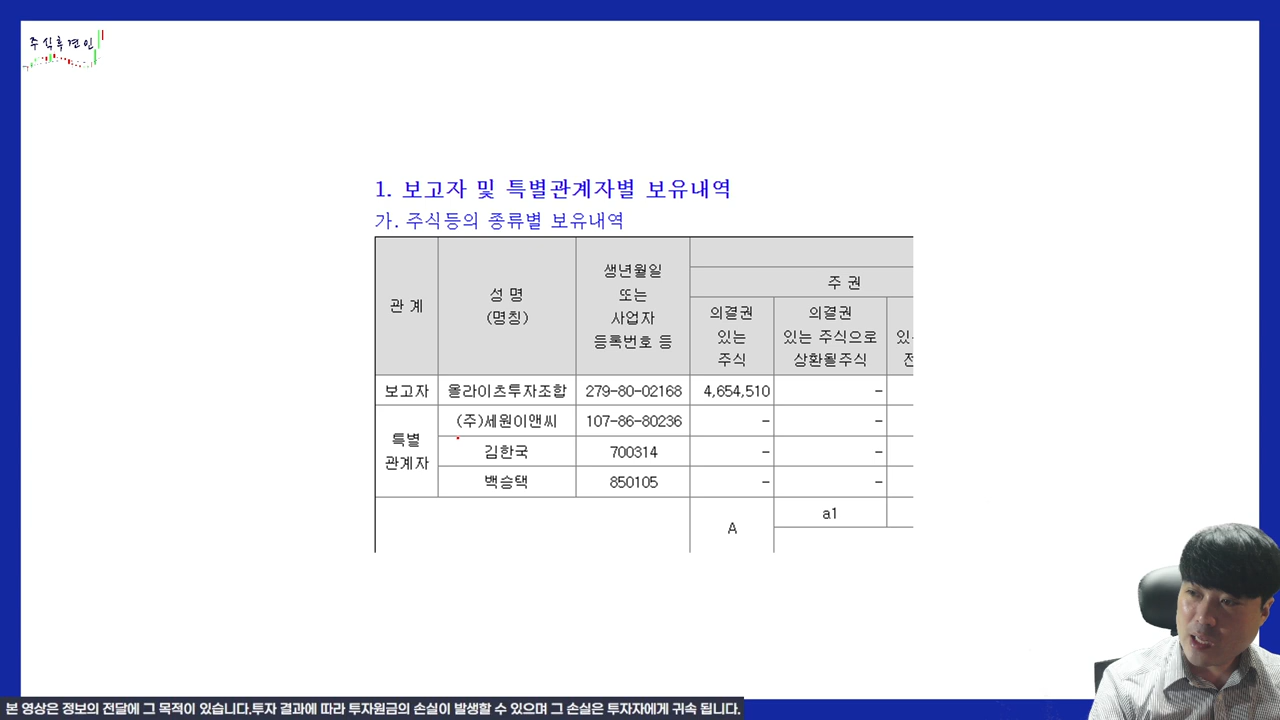 주식후견인
1. 보고자 및 특별관계자별 보유내역
가. 주식등의 종류별 보유내역
관 계
성 명
(명칭)
생년월일
또는
사업자
등록번호 등
주 권
의결권
있는
주식
의결권
있는 주식으로
상환될주식
있
전
보고자 올라이츠투자조합 279-80-02168 4,654,510 -
특별
관계자
(주)세원이앤씨 107-86-80236 - -
김한국 700314 - -
백승택 850105 - -
A
a1
본 영상은 정보의 전달에 그 목적이 있습니다.투자 결과에 따라 투자원금의 손실이 발생할 수 있으며 그 손실은 투자자에게 귀속 됩니다.